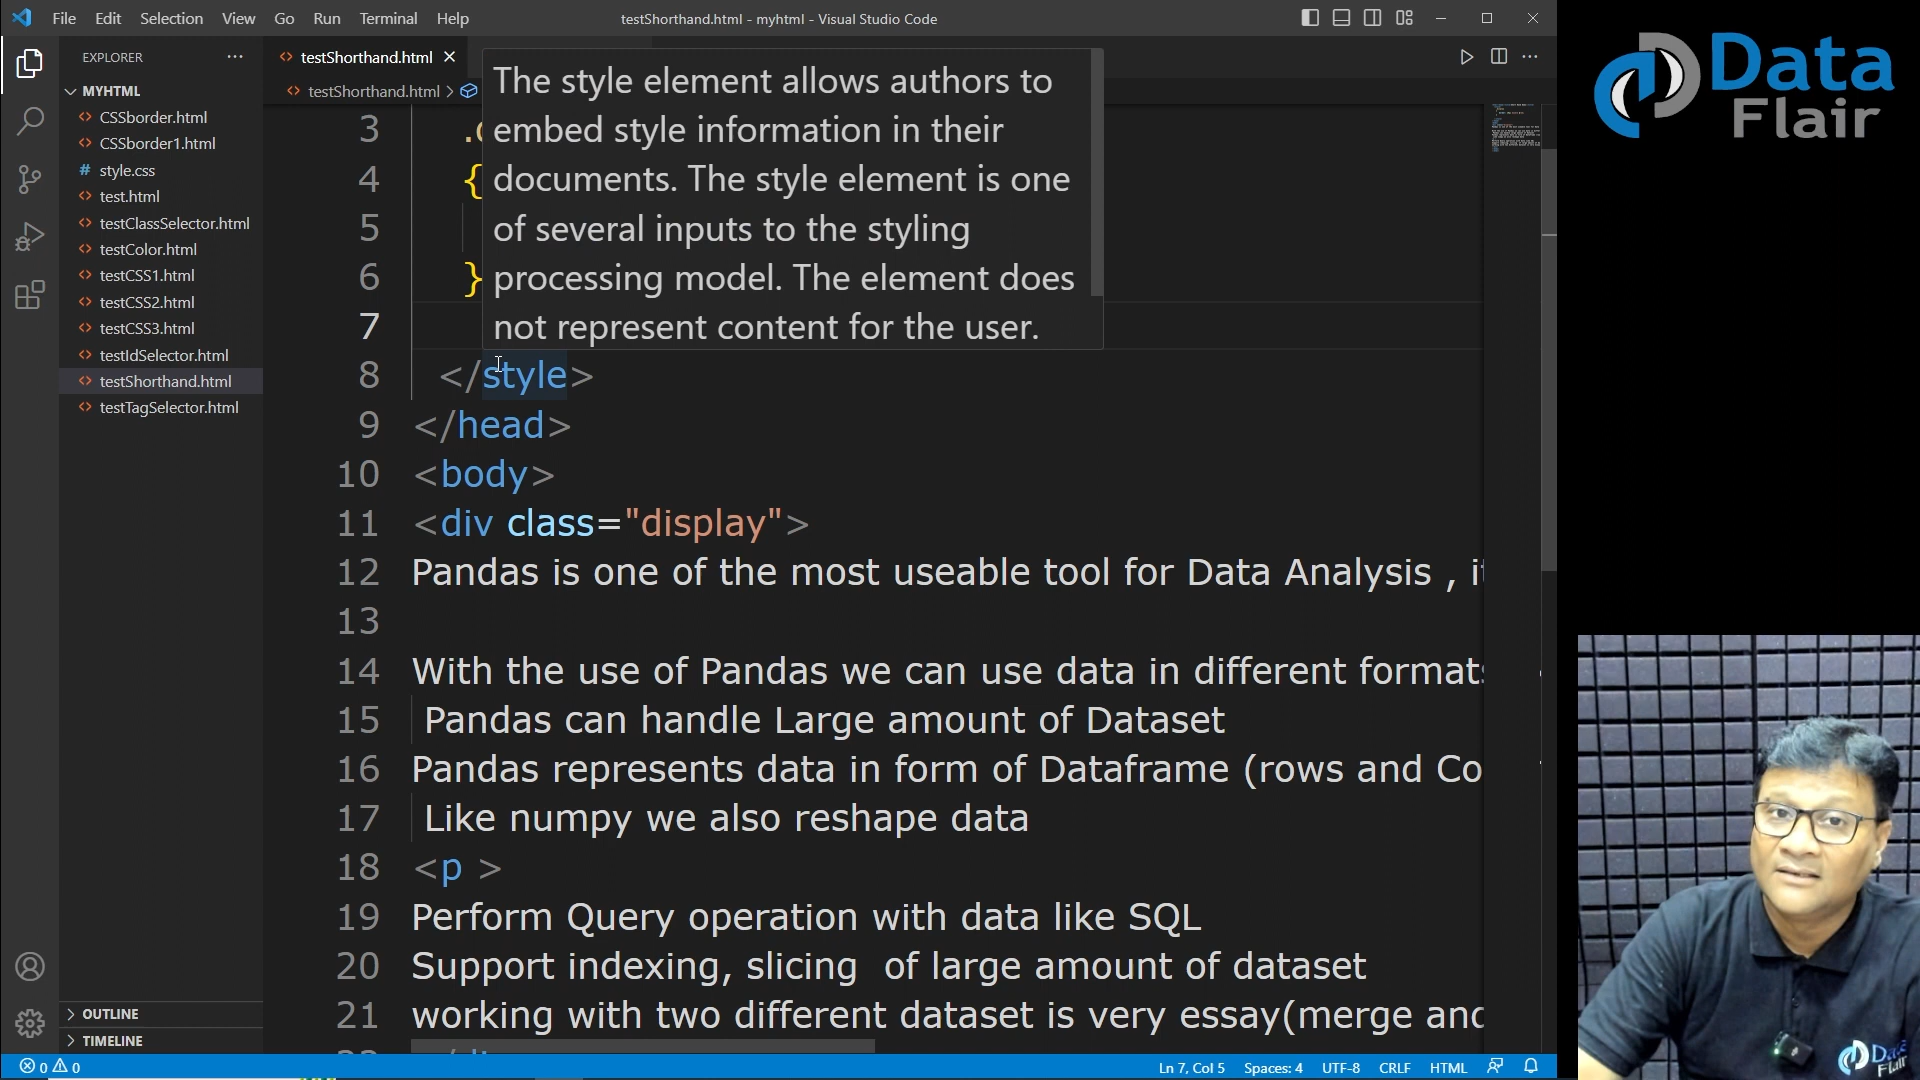 File Edit Selection View Go Run Terminal Help
testShorthand.html - myhtml - Visual Studio Code
EXPLORER
MYHTML
CSSborder.html
CSSborder1.html
# style.css
test.html
testClassSelector.html
testColor.html
testCSS1.html
testCSS2.html
testCSS3.html
testIdSelector.html
testShorthand.html
testTagSelector.html
OUTLINE
TIMELINE
testShorthand.html
testShorthand.html >
The style element allows authors to
embed style information in their
documents. The style element is one
of several inputs to the styling
processing model. The element does
not represent content for the user.
3 .
4 {
5
6 }
7
8 </style>
9 </head>
10 <body>
11 <div class="display">
12 Pandas is one of the most useable tool for Data Analysis ,
13
14 With the use of Pandas we can use data in different formats
15 Pandas can handle Large amount of Dataset
16 Pandas represents data in form of Dataframe (rows and Co
17 Like numpy we also reshape data
18 <p >
19 Perform Query operation with data like SQL
20 Support indexing, slicing of large amount of dataset
21 working with two different dataset is very essay(merge and
0 0
Ln 7, Col 5 Spaces: 4 UTF-8 CRLF HTML
Data
Flair
Data
Flair